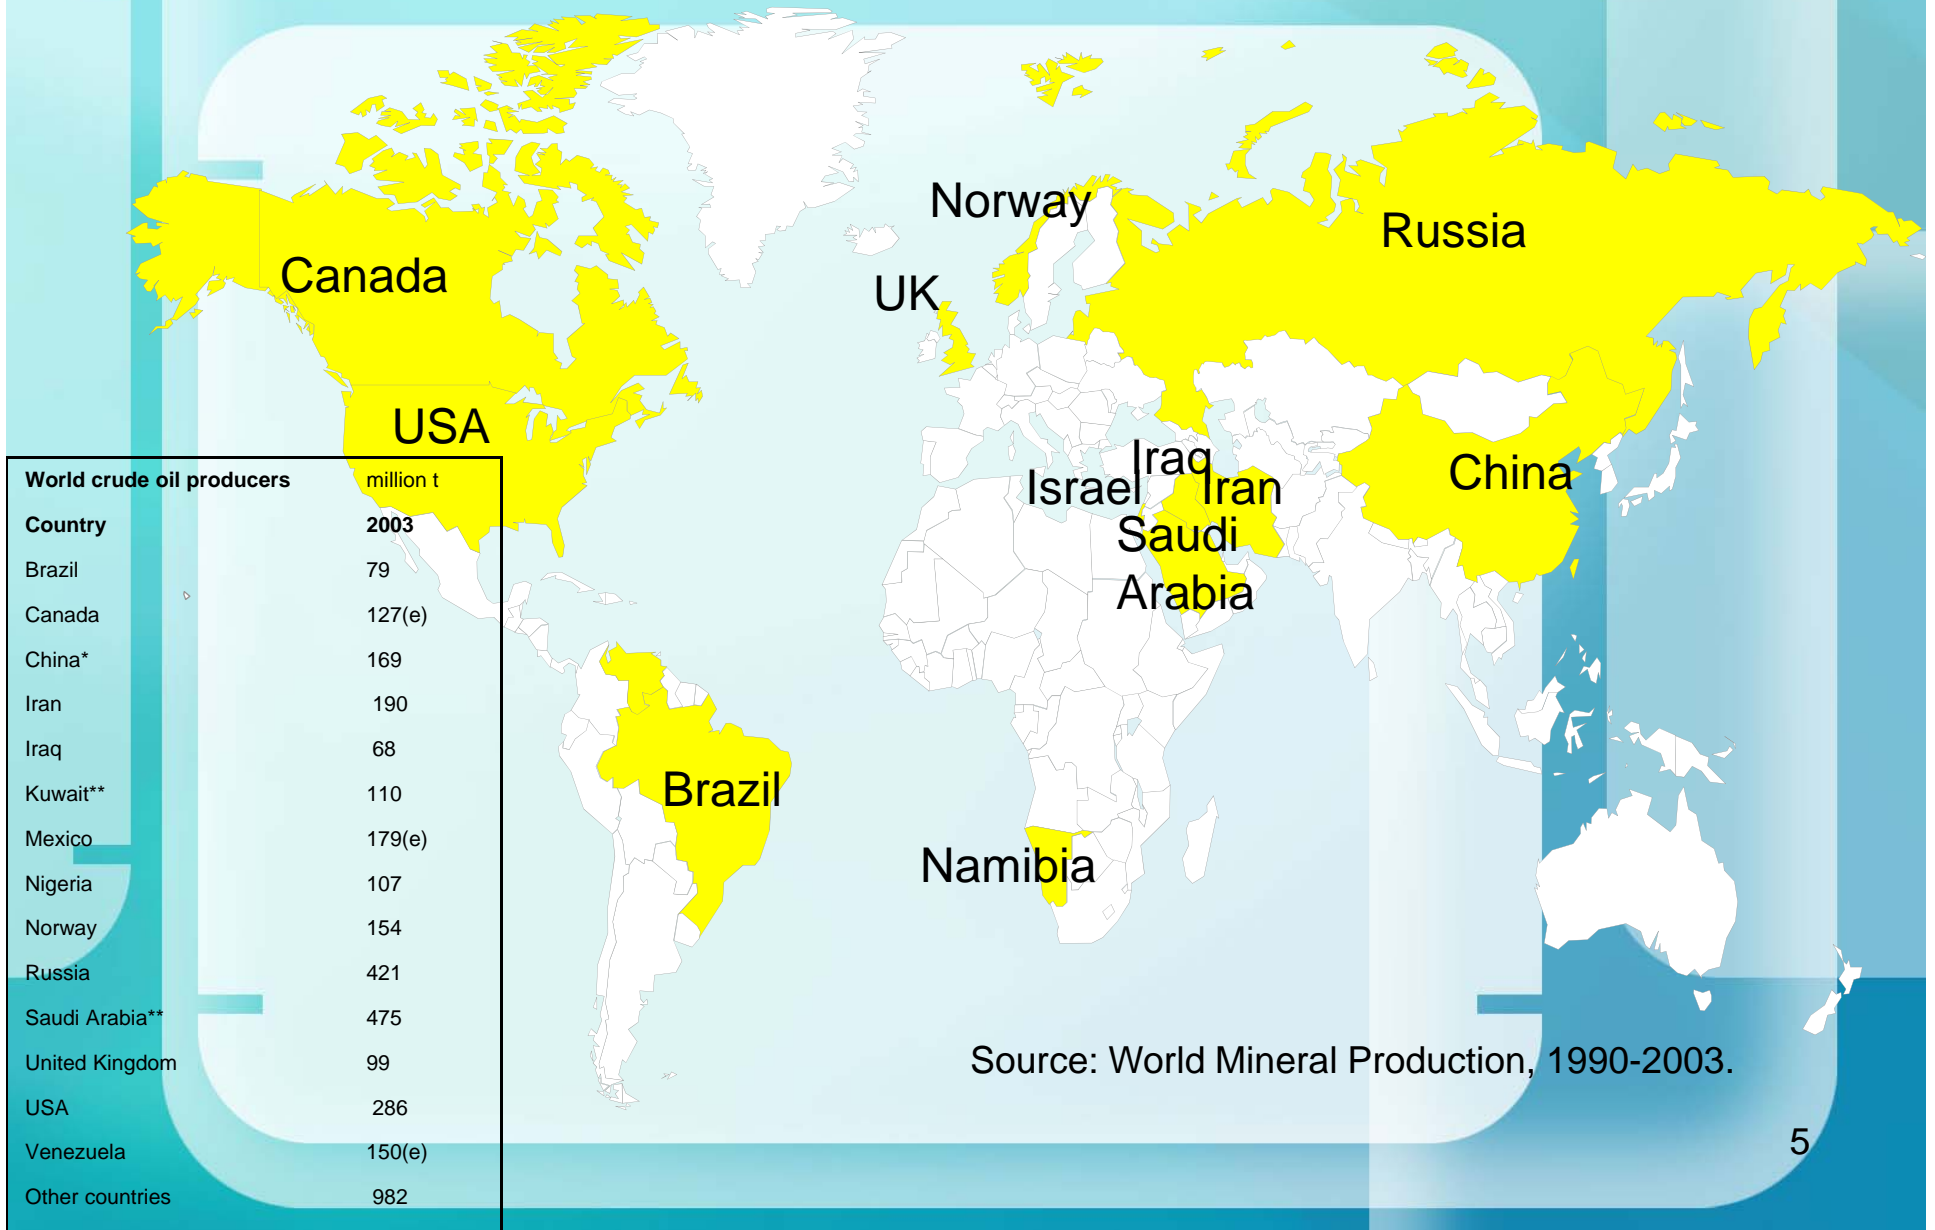 Norway
Russia
Canada
UK
USA
Iraq
Israel
Iran
China
Saudi
Arabia
Brazil
Namibia
World crude oil producers million t
Country 2003
Brazil 79
Canada 127(e)
China* 169
Iran 190
Iraq 68
Kuwait** 110
Mexico 179(e)
Nigeria 107
Norway 154
Russia 421
Saudi Arabia** 475
United Kingdom 99
USA 286
Venezuela 150(e)
Other countries 982
Source: World Mineral Production, 1990-2003.
5